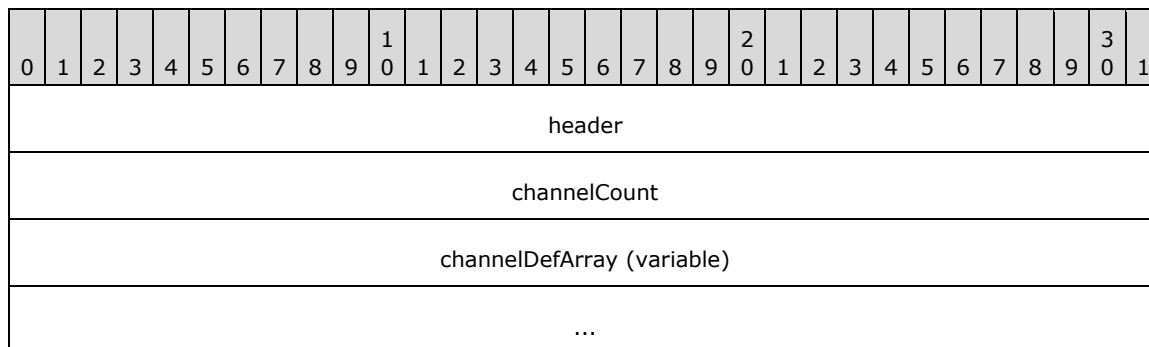 1 2 3
0 1 2 3 4 5 6 7 8 9 0 1 2 3 4 5 6 7 8 9 0 1 2 3 4 5 6 7 8 9 0 1
header
channelCount
channelDefArray (variable)
...